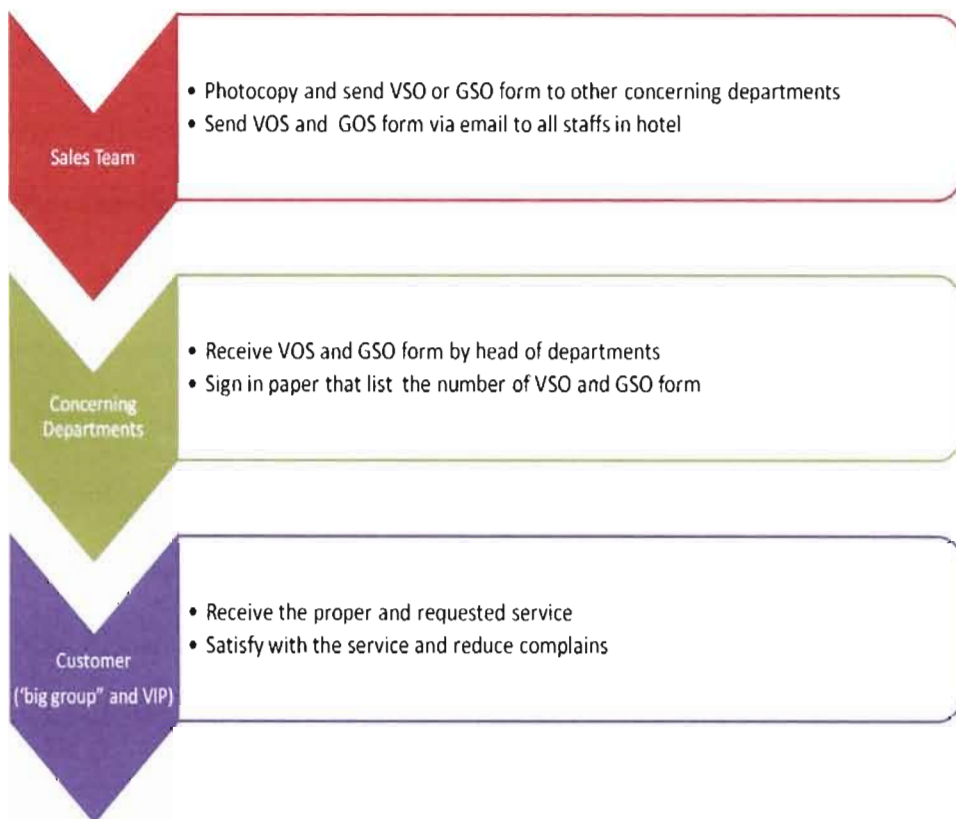 Sales Team
• Photocopy and send VSO or GSO form to other concerning departments
• Send VOS and GOS form via email to all staffs in hotel
Concerning
Departments
• Receive VOS and GSO form by head of departments
• Sign in paper that list the number of VSO and GSO form
Customer
("big group" and VIP)
• Receive the proper and requested service
• Satisfy with the service and reduce complains